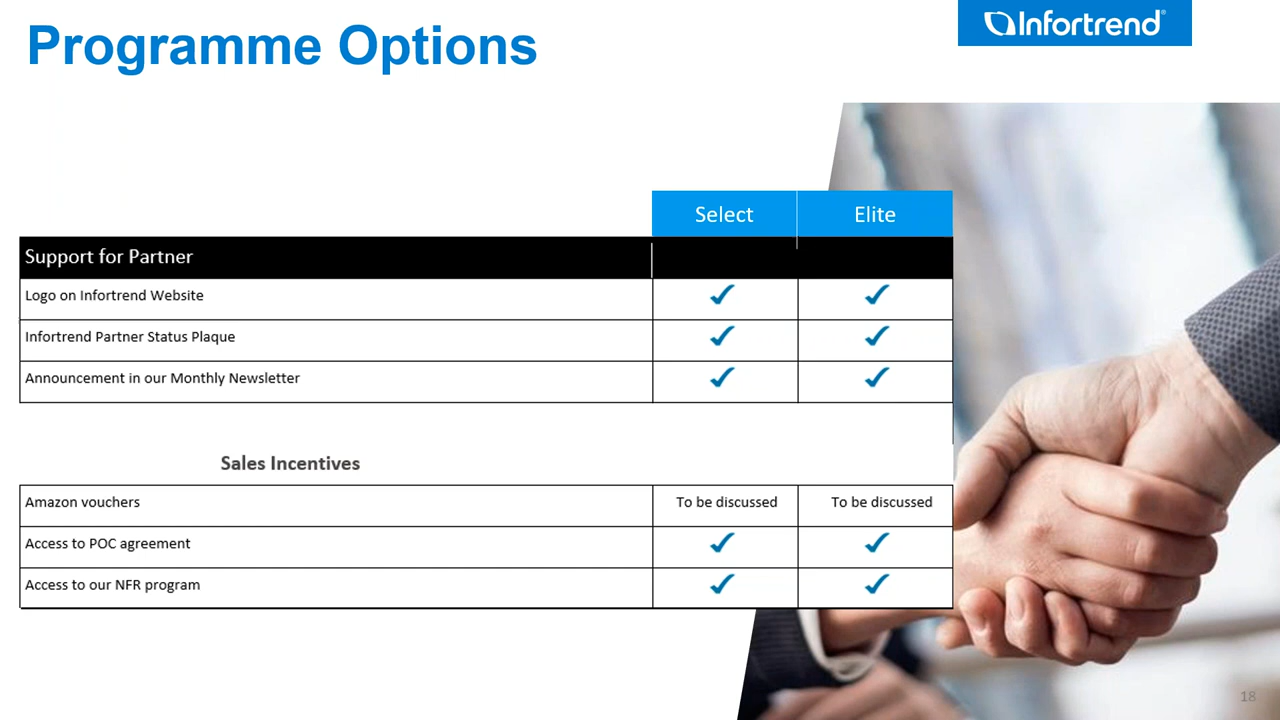 Programme Options
Infortrend®
Select Elite
Support for Partner
Logo on Infortrend Website ✓ ✓
Infortrend Partner Status Plaque ✓ ✓
Announcement in our Monthly Newsletter ✓ ✓
Sales Incentives
Amazon vouchers To be discussed To be discussed
Access to POC agreement ✓ ✓
Access to our NFR program ✓ ✓
18